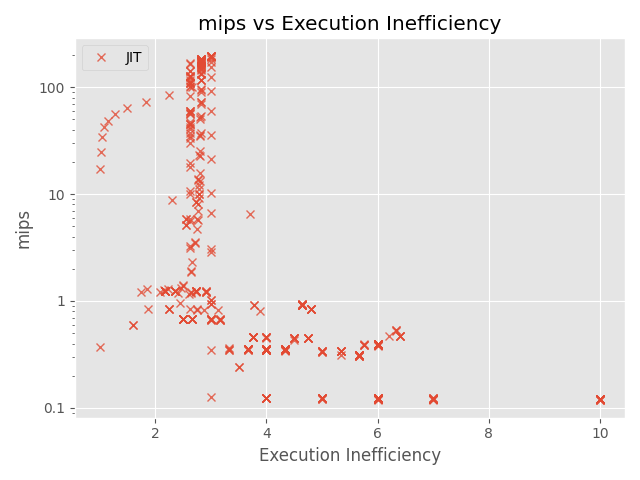 mips vs Execution Inefficiency
JIT
100
10
1
0.1
mips
2 4 6 8 10
Execution Inefficiency